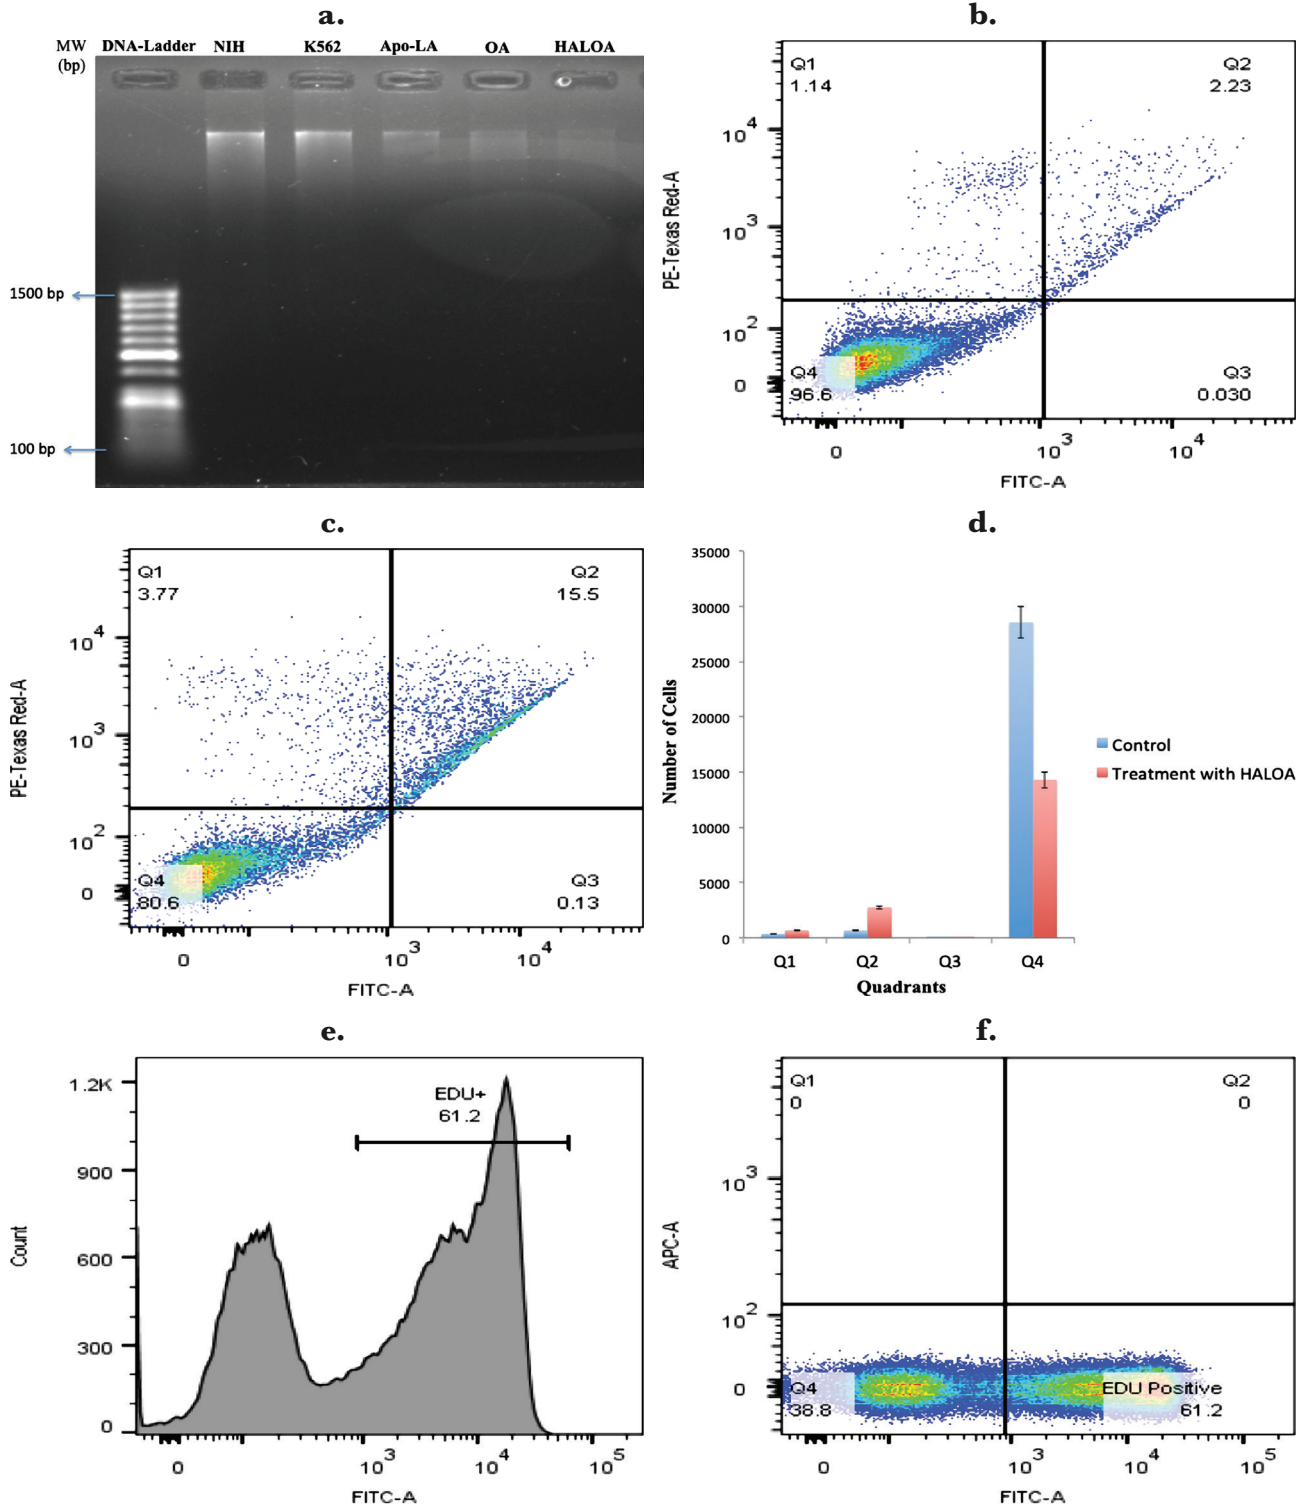 a.
MW
(bp)
DNA-Ladder NIH K562 Apo-LA OA HALOA
1500 bp
100 bp
b.
Q1
1.14
Q2
2.23
Q4
96.6
Q3
0.030
10^4
10^3
10^2
0
PE-Texas Red-A
0 10^3 10^4
FITC-A
c.
Q1
3.77
Q2
15.5
Q4
80.6
Q3
0.13
10^4
10^3
10^2
0
PE-Texas Red-A
0 10^3 10^4
FITC-A
d.
35000
30000
25000
20000
15000
10000
5000
0
Number of Cells
Q1 Q2 Q3 Q4
Quadrants
Control
Treatment with HALOA
e.
1.2K
900
600
300
0
Count
EDU+
61.2
0 10^3 10^4 10^5
FITC-A
f.
Q1
0
Q2
0
Q4
38.8
EDU Positive
61.2
10^3
10^2
0
APC-A
0 10^3 10^4 10^5
FITC-A